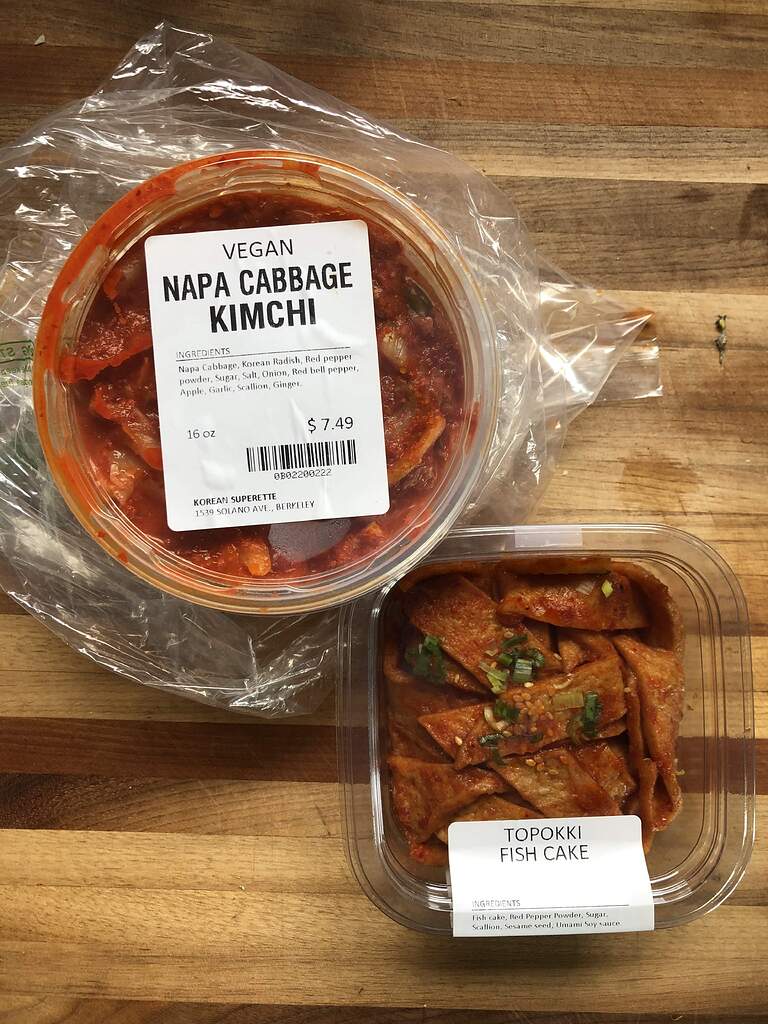 VEGAN
NAPA CABBAGE
KIMCHI
INGREDIENTS
Napa Cabbage, Korean Radish, Red pepper
powder, Sugar, Salt, Onion, Red bell pepper,
Apple, Garlic, Scallion, Ginger.
16 oz
$ 7.49
0B02200222
KOREAN SUPERETTE
1539 SOLANO AVE., BERKELEY
TOPOKKI
FISH CAKE
INGREDIENTS
Fish cake, Red Pepper Powder, Sugar,
Scallion, Sesame seed, Umami Soy sauce